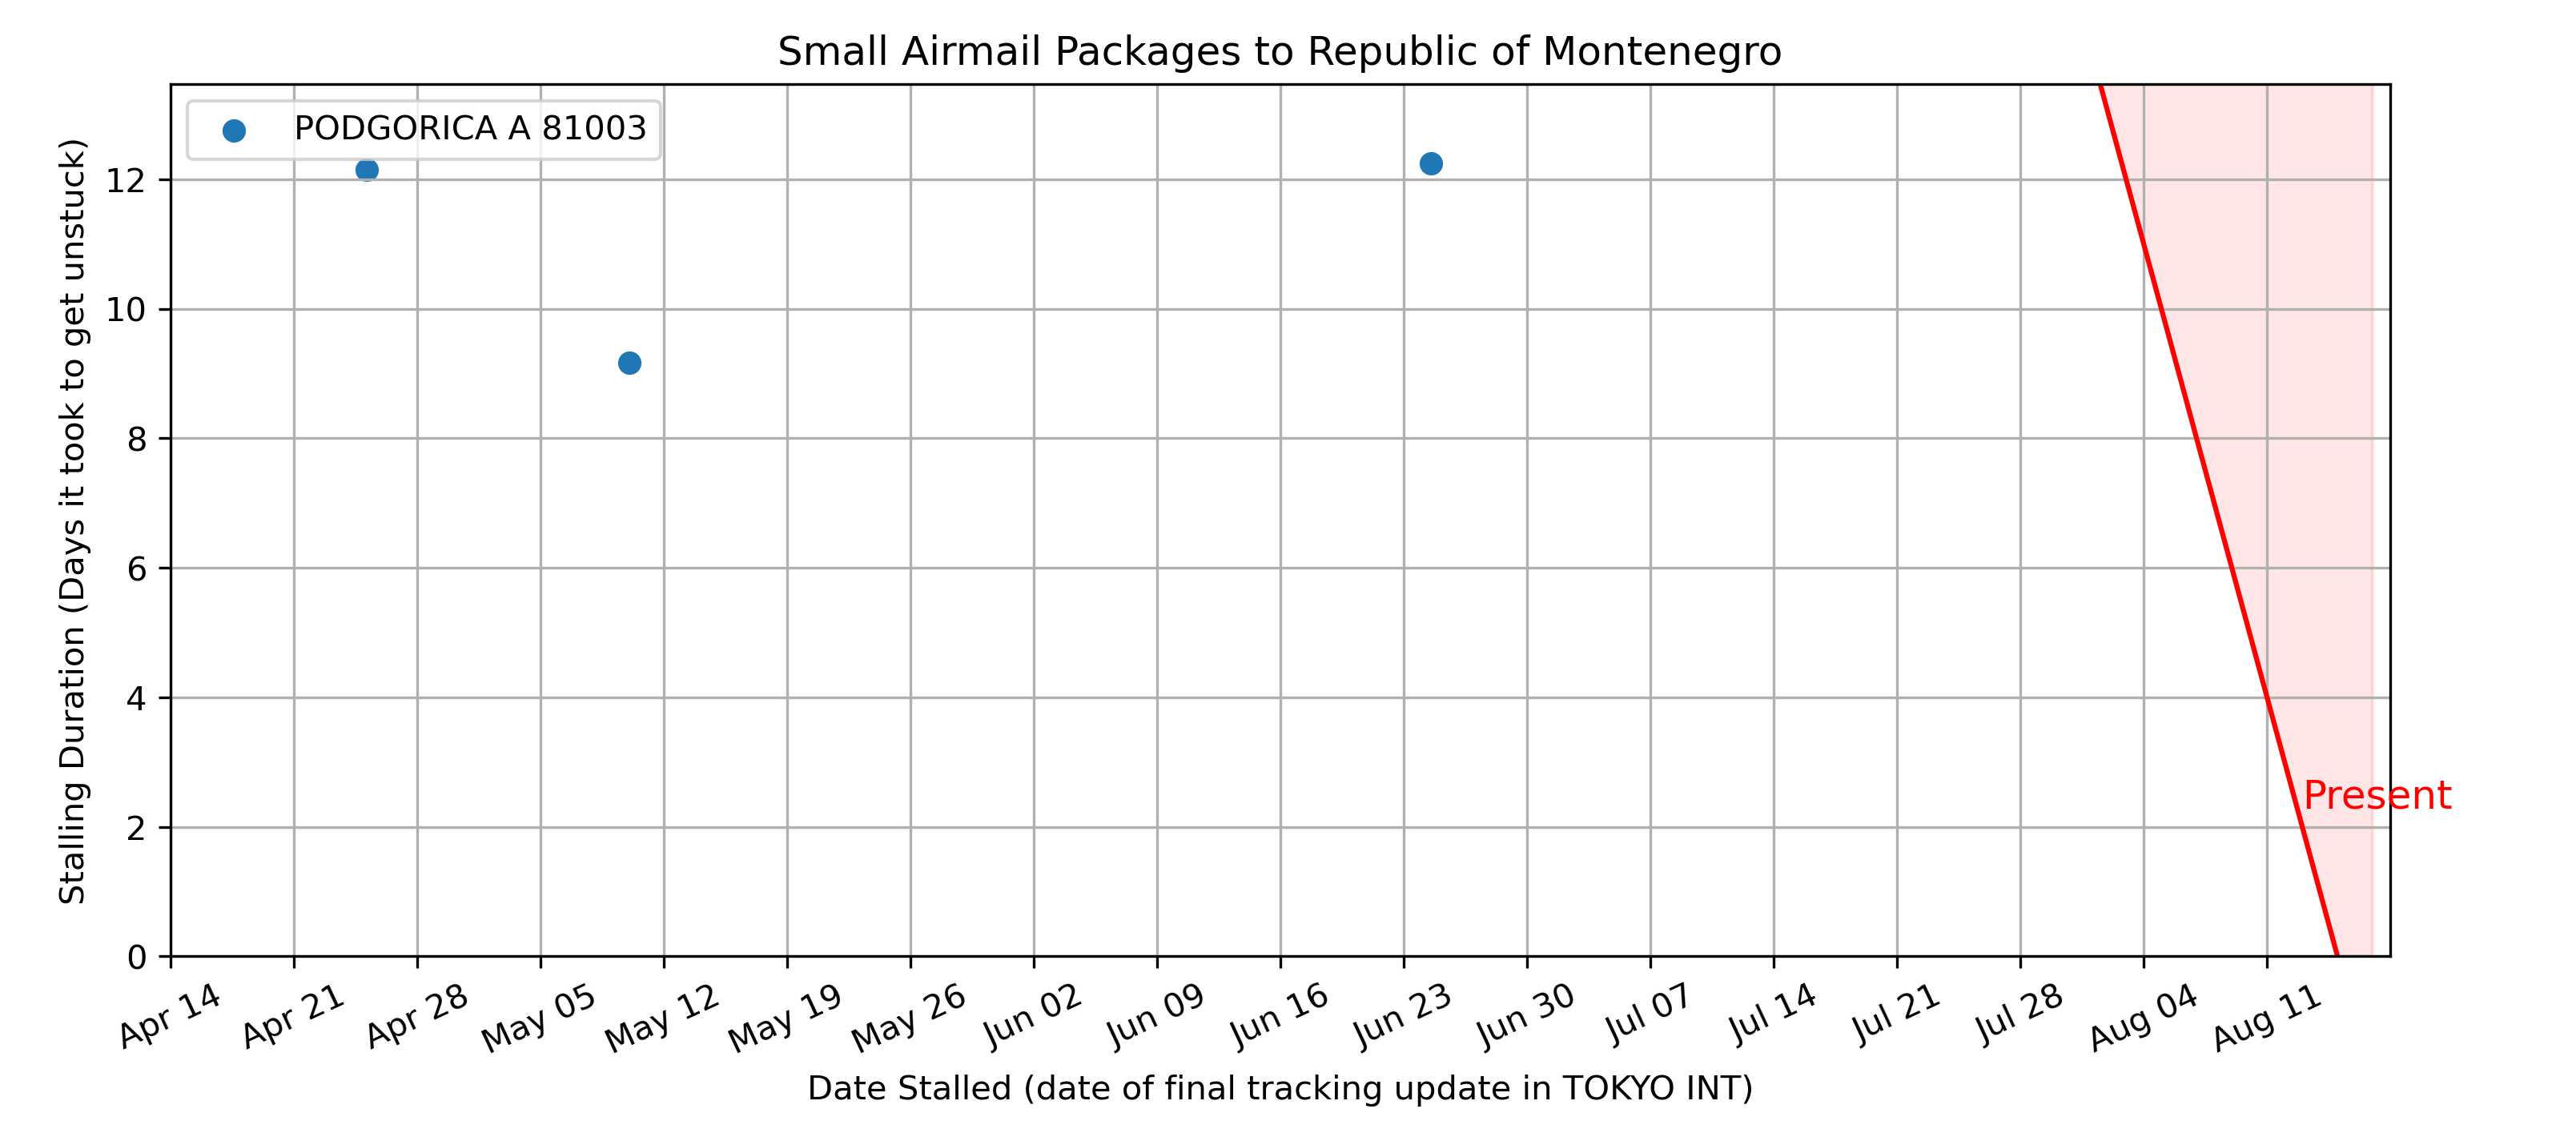 Small Airmail Packages to Republic of Montenegro
PODGORICA A 81003
Stalling Duration (Days it took to get unstuck)
12
10
8
6
4
2
0
Present
Apr 14
Apr 21
Apr 28
May 05
May 12
May 19
May 26
Jun 02
Jun 09
Jun 16
Jun 23
Jun 30
Jul 07
Jul 14
Jul 21
Jul 28
Aug 04
Aug 11
Date Stalled (date of final tracking update in TOKYO INT)